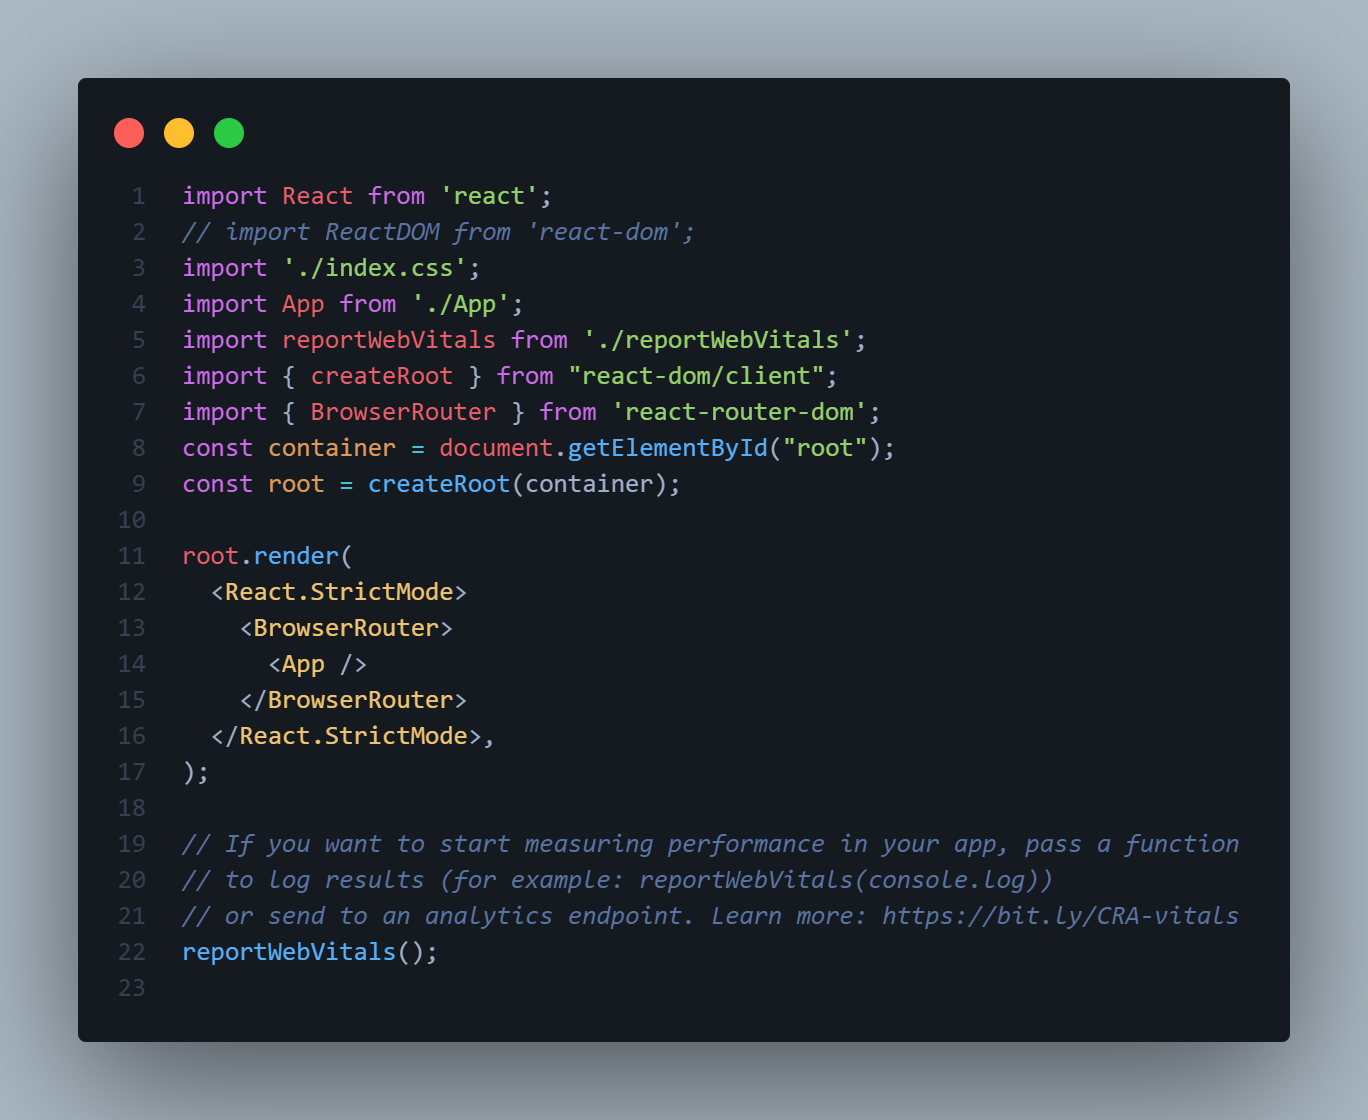 1 import React from 'react';
2 // import ReactDOM from 'react-dom';
3 import './index.css';
4 import App from './App';
5 import reportWebVitals from './reportWebVitals';
6 import { createRoot } from "react-dom/client";
7 import { BrowserRouter } from 'react-router-dom';
8 const container = document.getElementById("root");
9 const root = createRoot(container);
10
11 root.render(
12   <React.StrictMode>
13     <BrowserRouter>
14       <App />
15     </BrowserRouter>
16   </React.StrictMode>,
17 );
18
19 // If you want to start measuring performance in your app, pass a function
20 // to log results (for example: reportWebVitals(console.log))
21 // or send to an analytics endpoint. Learn more: https://bit.ly/CRA-vitals
22 reportWebVitals();
23